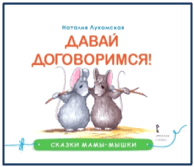 Наталия Лукомская
ДАВАЙ
ДОГОВОРИМСЯ!
СКАЗКИ МАМЫ-МЫШКИ